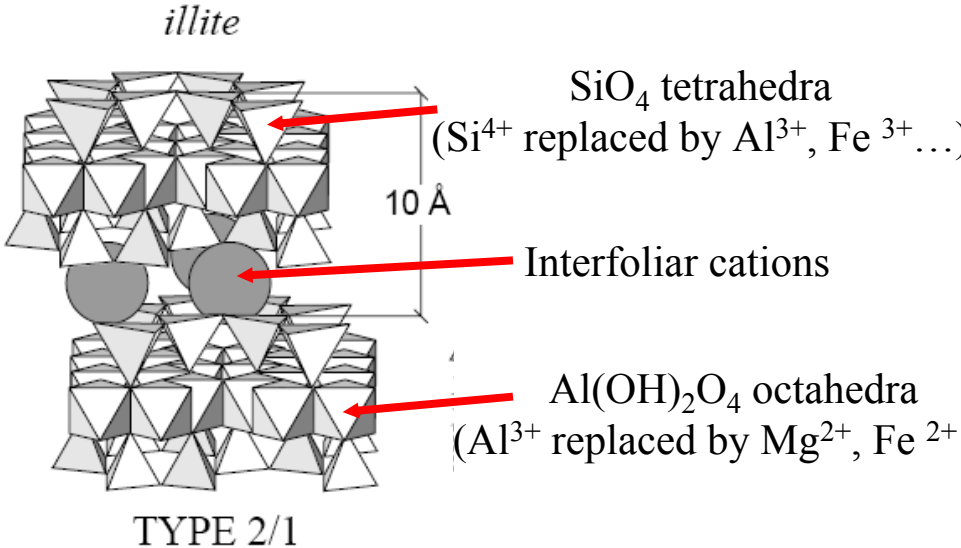 illite
SiO₄ tetrahedra
(Si⁴⁺ replaced by Al³⁺, Fe ³⁺…)
10 Å
Interfoliar cations
Al(OH)₂O₄ octahedra
(Al³⁺ replaced by Mg²⁺, Fe ²⁺
TYPE 2/1